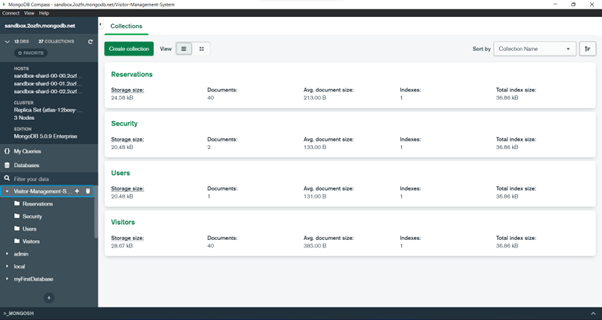 MongoDB Compass - sandbox.2ozfn.mongodb.net/Visitor-Management-System
Connect View Help
sandbox.2ozfn.mongodb.net
12 DBS 27 COLLECTIONS
FAVORITE
HOSTS
sandbox-shard-00-00.2ozf...
sandbox-shard-00-01.2ozf...
sandbox-shard-00-02.2ozf...
CLUSTER
Replica Set (atlas-12beey-...
3 Nodes
EDITION
MongoDB 5.0.9 Enterprise
{} My Queries
Databases
Filter your data
Visitor-Management-S...
Reservations
Security
Users
Visitors
admin
local
myFirstDatabase
+
>_MONGOSH
Collections
Create collection View Sort by Collection Name
Reservations
Storage size: Documents: Avg. document size: Indexes: Total index size:
24.58 kB 40 213.00 B 1 36.86 kB
Security
Storage size: Documents: Avg. document size: Indexes: Total index size:
20.48 kB 2 133.00 B 1 36.86 kB
Users
Storage size: Documents: Avg. document size: Indexes: Total index size:
20.48 kB 1 131.00 B 1 36.86 kB
Visitors
Storage size: Documents: Avg. document size: Indexes: Total index size:
28.67 kB 40 385.00 B 1 36.86 kB